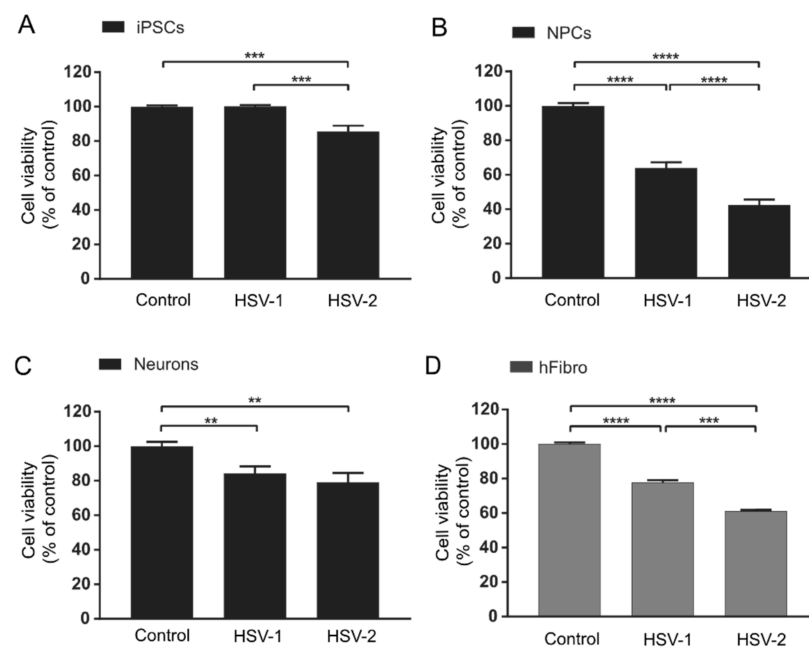 A
iPSCs
***
***
120
100
80
60
40
20
0
Cell viability
(% of control)
Control
HSV-1
HSV-2
B
NPCs
****
****
****
120
100
80
60
40
20
0
Cell viability
(% of control)
Control
HSV-1
HSV-2
C
Neurons
**
**
120
100
80
60
40
20
0
Cell viability
(% of control)
Control
HSV-1
HSV-2
D
hFibro
****
****
***
120
100
80
60
40
20
0
Cell viability
(% of control)
Control
HSV-1
HSV-2